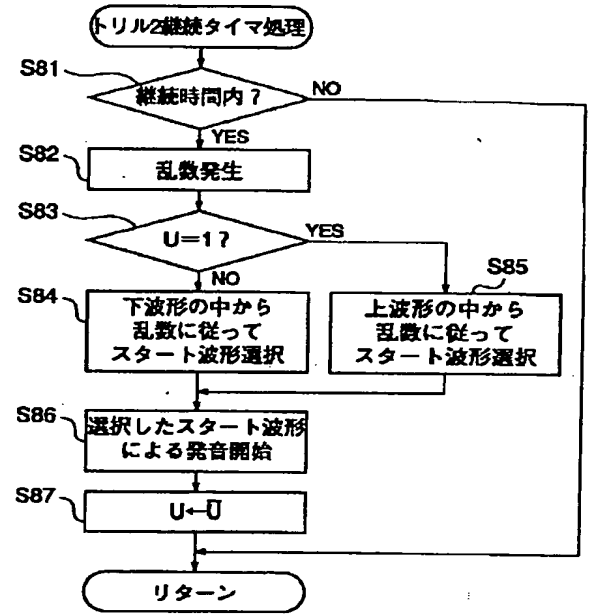 トリル2継続タイマ処理
S81
継続時間内?
NO
YES
S82
乱数発生
S83
U=1?
YES
NO
S84
下波形の中から
乱数に従って
スタート波形選択
S85
上波形の中から
乱数に従って
スタート波形選択
S86
選択したスタート波形
による発音開始
S87
U←U̅
リターン